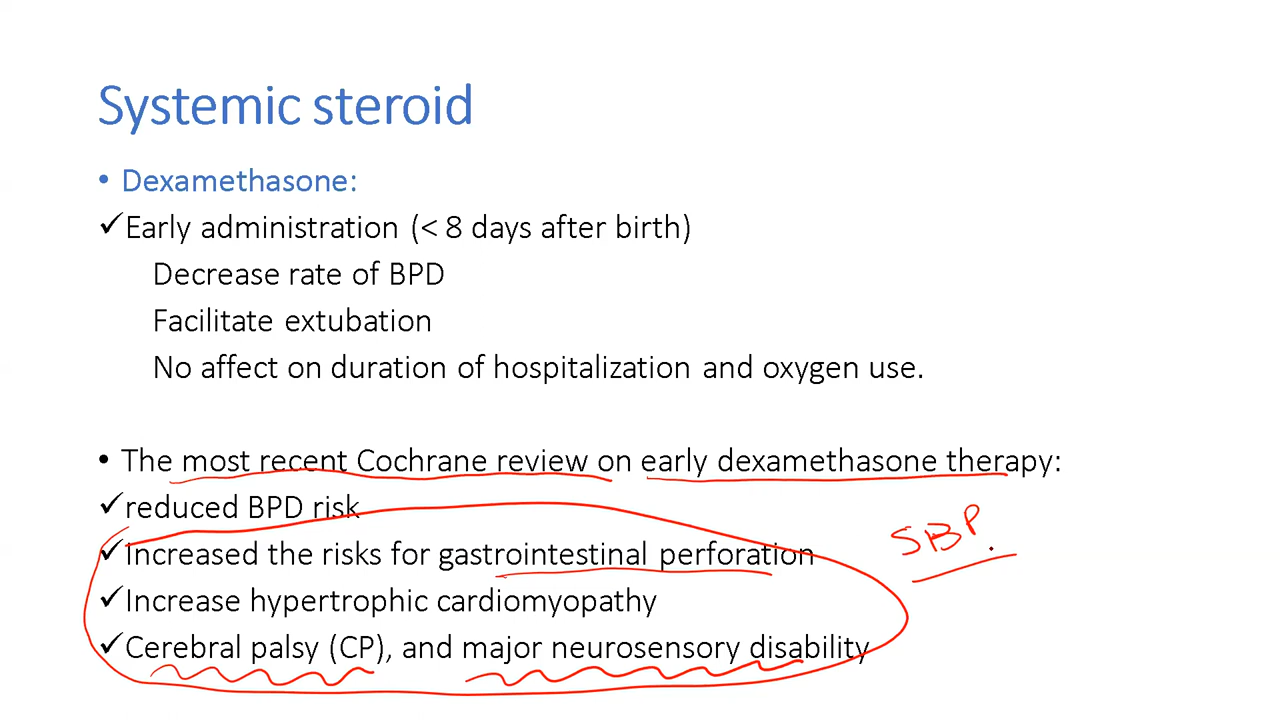 Systemic steroid
• Dexamethasone:
✓Early administration (< 8 days after birth)
Decrease rate of BPD
Facilitate extubation
No affect on duration of hospitalization and oxygen use.
• The most recent Cochrane review on early dexamethasone therapy:
✓reduced BPD risk
✓Increased the risks for gastrointestinal perforation
✓Increase hypertrophic cardiomyopathy
✓Cerebral palsy (CP), and major neurosensory disability
SBP